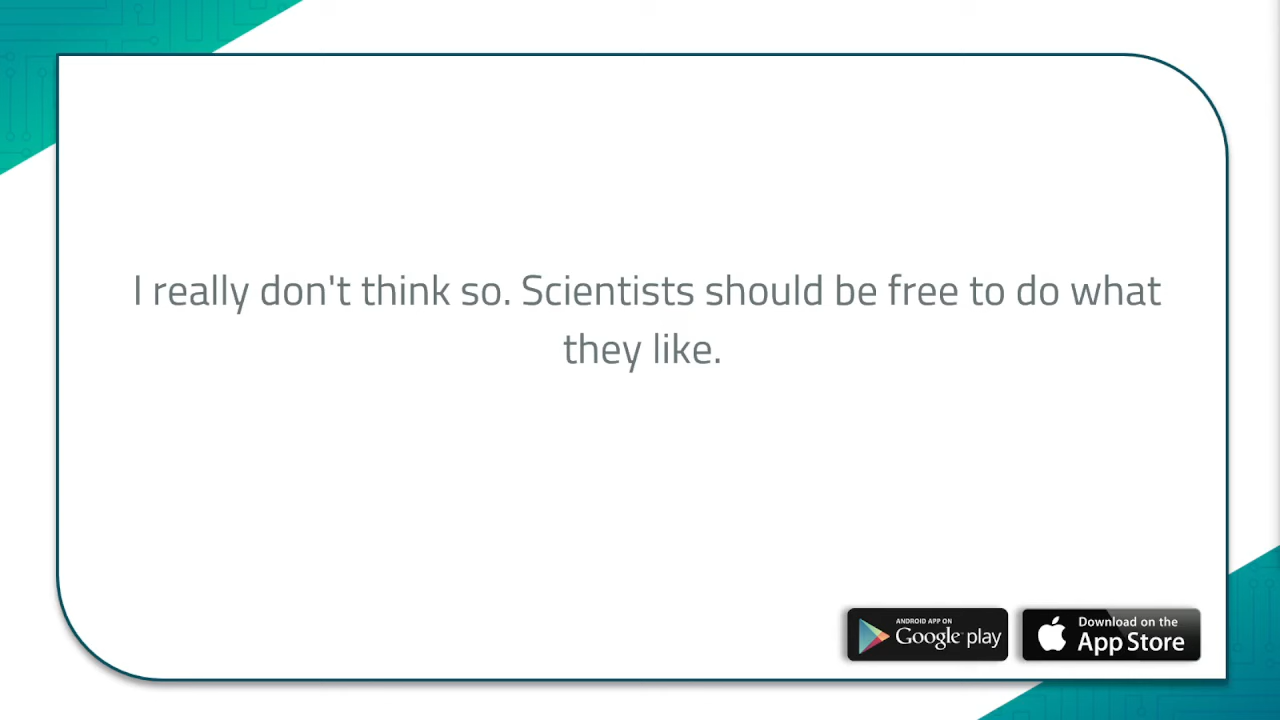 I really don't think so. Scientists should be free to do what
they like.
ANDROID APP ON
Google play
Download on the
App Store